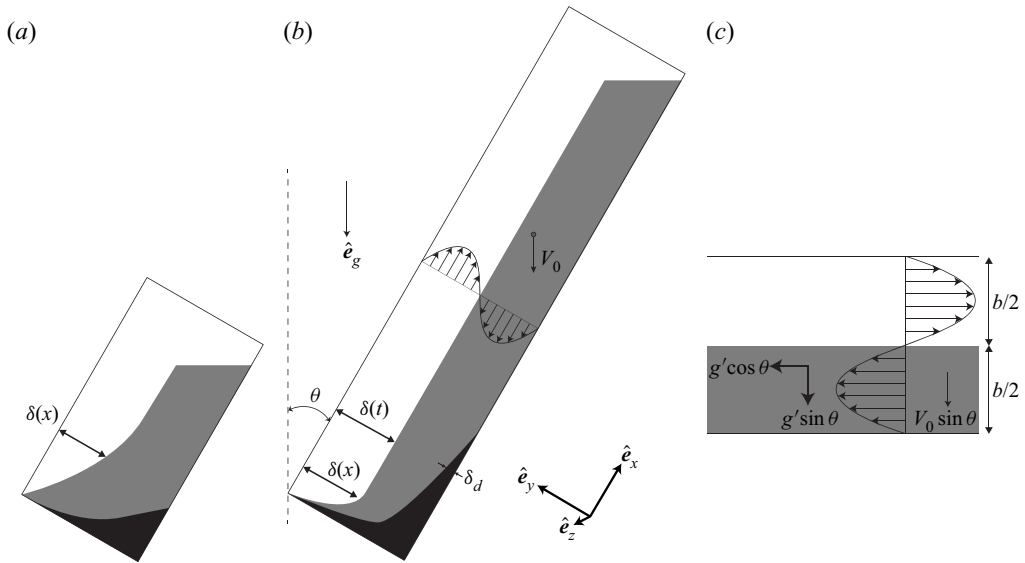 (a)
(b)
(c)
ê_g
V_0
b/2
g′cos θ
b/2
δ(x)
θ
δ(t)
g′sin θ
V_0 sin θ
δ(x)
δ_d
ê_x
ê_y
ê_z